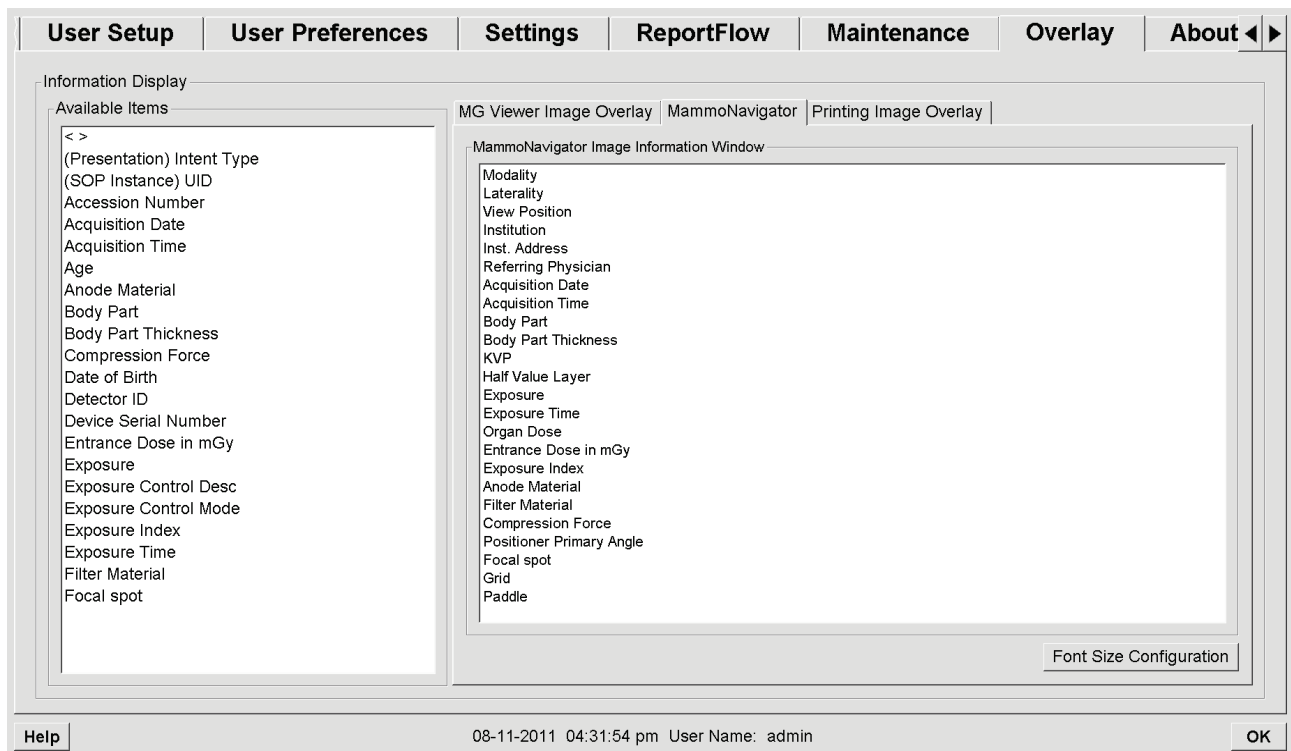 User Setup User Preferences Settings ReportFlow Maintenance Overlay About
Information Display
Available Items
< >
(Presentation) Intent Type
(SOP Instance) UID
Accession Number
Acquisition Date
Acquisition Time
Age
Anode Material
Body Part
Body Part Thickness
Compression Force
Date of Birth
Detector ID
Device Serial Number
Entrance Dose in mGy
Exposure
Exposure Control Desc
Exposure Control Mode
Exposure Index
Exposure Time
Filter Material
Focal spot
MG Viewer Image Overlay MammoNavigator Printing Image Overlay
MammoNavigator Image Information Window
Modality
Laterality
View Position
Institution
Inst. Address
Referring Physician
Acquisition Date
Acquisition Time
Body Part
Body Part Thickness
KVP
Half Value Layer
Exposure
Exposure Time
Organ Dose
Entrance Dose in mGy
Exposure Index
Anode Material
Filter Material
Compression Force
Positioner Primary Angle
Focal spot
Grid
Paddle
Font Size Configuration
Help 08-11-2011 04:31:54 pm User Name: admin OK